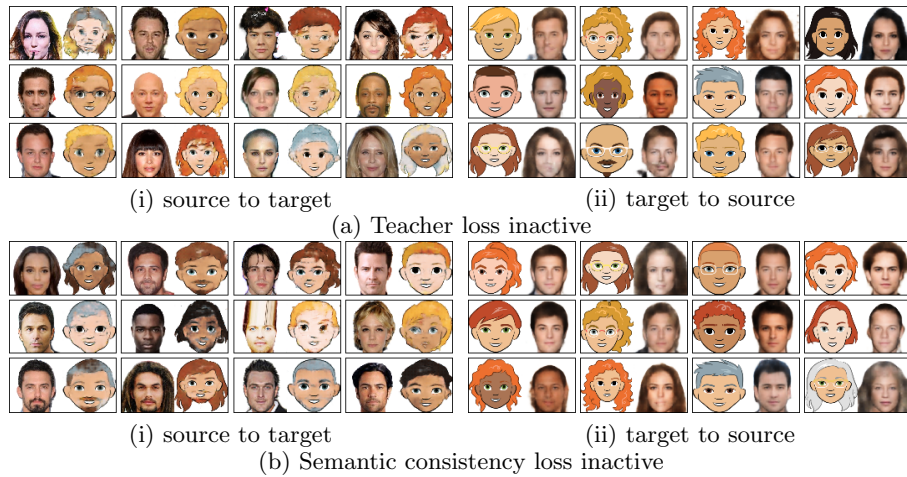 (i) source to target
(ii) target to source
(a) Teacher loss inactive
(i) source to target
(ii) target to source
(b) Semantic consistency loss inactive